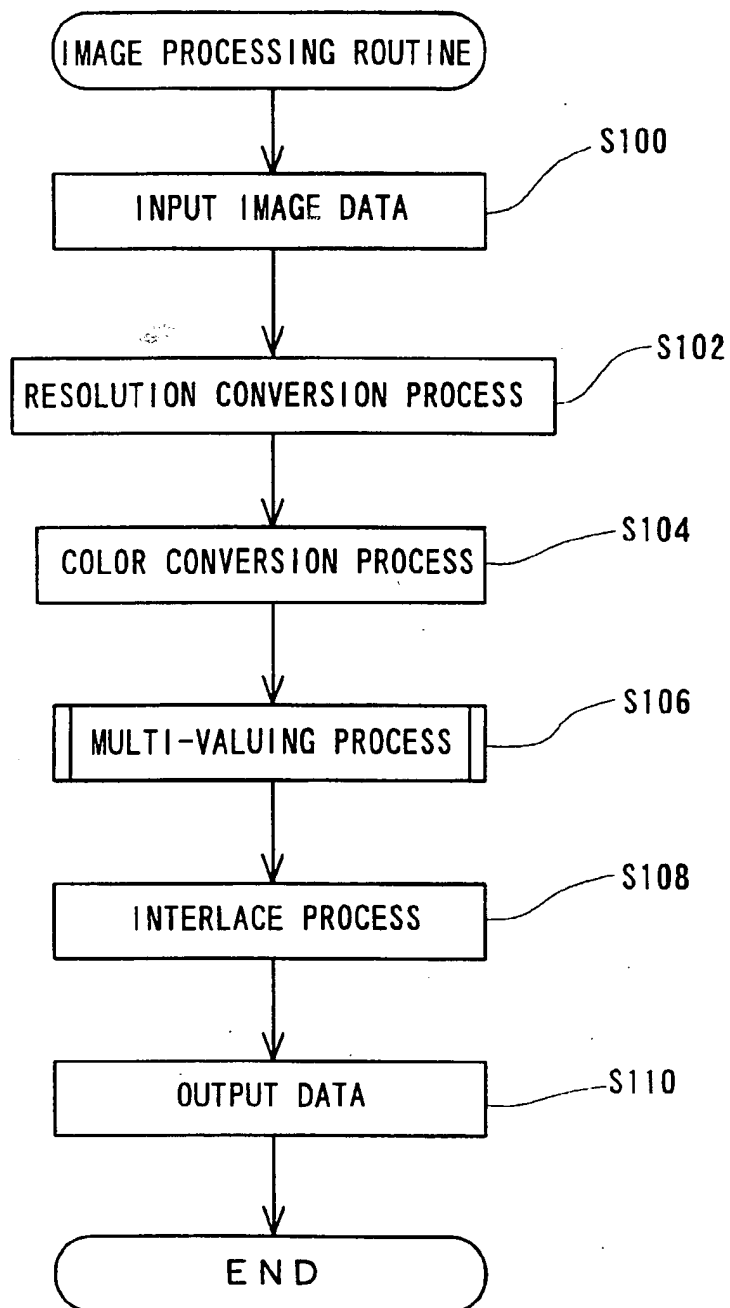 IMAGE PROCESSING ROUTINE
S100
INPUT IMAGE DATA
S102
RESOLUTION CONVERSION PROCESS
S104
COLOR CONVERSION PROCESS
S106
MULTI-VALUING PROCESS
S108
INTERLACE PROCESS
S110
OUTPUT DATA
END